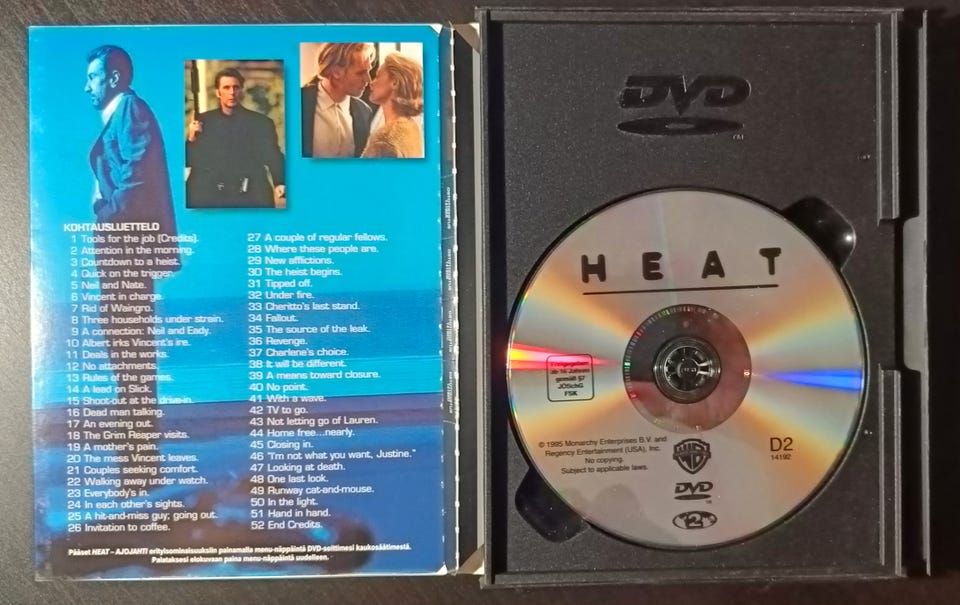 KOHTAUSLUETTELO
1 Tools for the job (Credits).
2 Attention in the morning.
3 Countdown to a heist.
4 Quick on the trigger.
5 Neil and Nate.
6 Vincent in charge.
7 Rid of Waingro.
8 Three households under strain.
9 A connection: Neil and Eady.
10 Albert irks Vincent's ire.
11 Deals in the works.
12 No attachments.
13 Rules of the games.
14 A lead on Slick.
15 Shoot-out at the drive-in.
16 Dead man talking.
17 An evening out.
18 The Grim Reaper visits.
19 A mother's pain.
20 The mess Vincent leaves.
21 Couples seeking comfort.
22 Walking away under watch.
23 Everybody's in.
24 In each other's sights.
25 A hit-and-miss guy; going out.
26 Invitation to coffee.
27 A couple of regular fellows.
28 Where these people are.
29 New afflictions.
30 The heist begins.
31 Tipped off.
32 Under fire.
33 Cheritto's last stand.
34 Fallout.
35 The source of the leak.
36 Revenge.
37 Charlene's choice.
38 It will be different.
39 A means toward closure.
40 No point.
41 With a wave.
42 TV to go.
43 Not letting go of Lauren.
44 Home free...nearly.
45 Closing in.
46 "I'm not what you want, Justine."
47 Looking at death.
48 One last look.
49 Runway cat-and-mouse.
50 In the light.
51 Hand in hand.
52 End Credits.
Pääset HEAT – AJOJAHTI erityisominaisuuksiin painamalla menu-näppäintä DVD-soittimesi kaukosäätimestä.
Palataksesi elokuvaan paina menu-näppäintä uudelleen.
DVD
HEAT
ab 16 Jahren
gemäß §7
JÖSchG
FSK
© 1995 Monarchy Enterprises B.V. and
Regency Entertainment (USA), Inc.
No copying.
Subject to applicable laws.
D2
14192
DVD
2